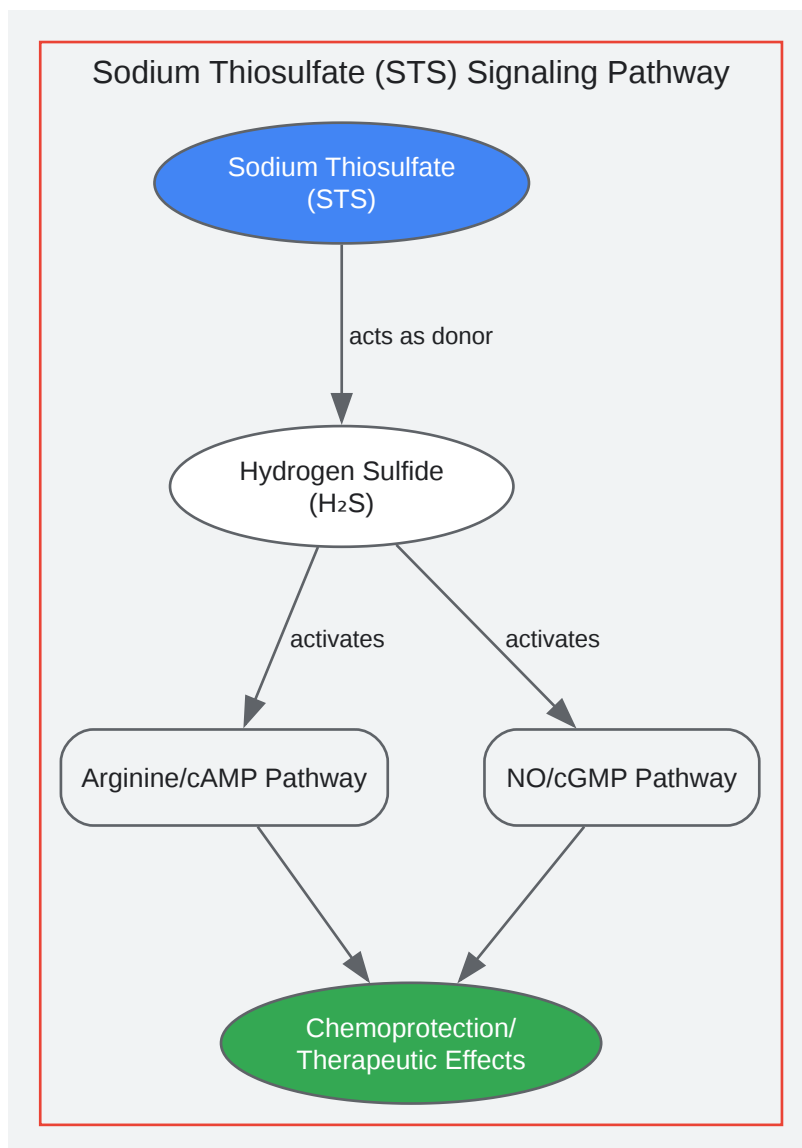 Sodium Thiosulfate (STS) Signaling Pathway
Sodium Thiosulfate
(STS)
acts as donor
Hydrogen Sulfide
(H₂S)
activates
activates
Arginine/cAMP Pathway
NO/cGMP Pathway
Chemoprotection/
Therapeutic Effects